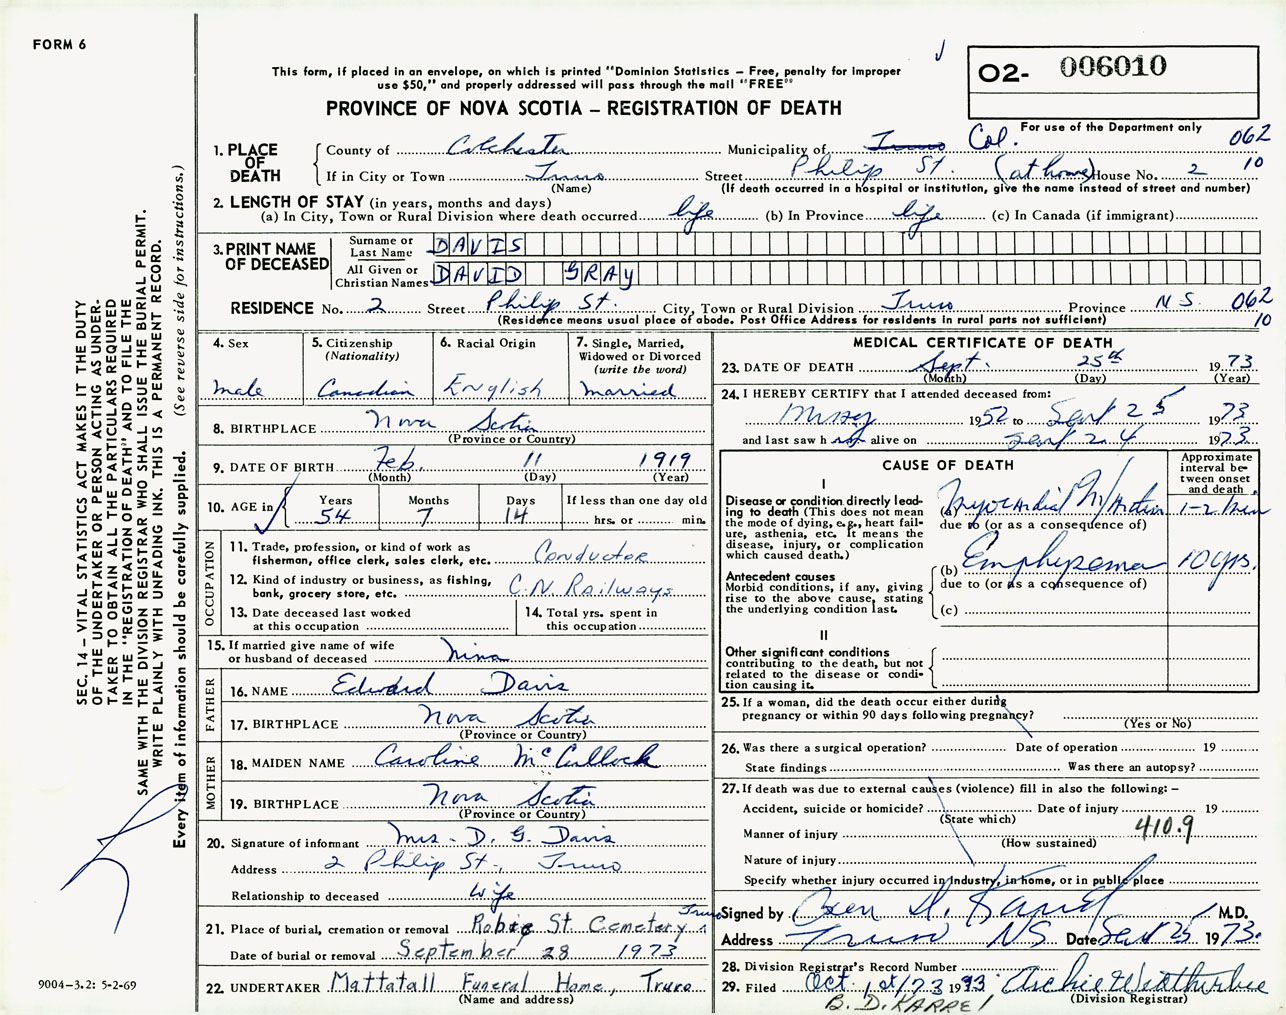 FORM 6
This form, if placed in an envelope, on which is printed "Dominion Statistics – Free, penalty for improper
use $50," and properly addressed will pass through the mail "FREE"
PROVINCE OF NOVA SCOTIA – REGISTRATION OF DEATH
O2- 006010
For use of the Department only
062
10
1. PLACE OF DEATH
County of Colchester Municipality of Truro Col.
If in City or Town Truro Street Philip St. (at home) House No. 2
(Name) (If death occurred in a hospital or institution, give the name instead of street and number)
2. LENGTH OF STAY (in years, months and days)
(a) In City, Town or Rural Division where death occurred life (b) In Province life (c) In Canada (if immigrant)
3. PRINT NAME OF DECEASED
Surname or Last Name DAVIS
All Given or Christian Names DAVID GRAY
RESIDENCE No. 2 Street Philip St. City, Town or Rural Division Truro Province N S. 062
10
(Residence means usual place of abode. Post Office Address for residents in rural parts not sufficient)
4. Sex
male
5. Citizenship
(Nationality)
Canadian
6. Racial Origin
English
7. Single, Married,
Widowed or Divorced
(write the word)
married
8. BIRTHPLACE Nova Scotia
(Province or Country)
9. DATE OF BIRTH Feb. 11 1919
(Month) (Day) (Year)
10. AGE in Years Months Days If less than one day old
54 7 14 hrs. or min.
OCCUPATION
11. Trade, profession, or kind of work as
fisherman, office clerk, sales clerk, etc. Conductor
12. Kind of industry or business, as fishing,
bank, grocery store, etc. C.N. Railways
13. Date deceased last worked
at this occupation
14. Total yrs. spent in
this occupation
15. If married give name of wife
or husband of deceased Nina
FATHER
16. NAME Edward Davis
17. BIRTHPLACE Nova Scotia
(Province or Country)
MOTHER
18. MAIDEN NAME Caroline McCullock
19. BIRTHPLACE Nova Scotia
(Province or Country)
20. Signature of informant Mrs. D. G. Davis
Address 2 Philip St., Truro
Relationship to deceased Wife
21. Place of burial, cremation or removal Robie St Cemetery Truro
Date of burial or removal September 28 1973
22. UNDERTAKER Mattatall Funeral Home, Truro
(Name and address)
MEDICAL CERTIFICATE OF DEATH
23. DATE OF DEATH Sept. 25th 1973
(Month) (Day) (Year)
24. I HEREBY CERTIFY that I attended deceased from:
1952 to Sept 25 1973
and last saw h alive on Sept 24 1973
CAUSE OF DEATH
Approximate
interval be-
tween onset
and death
I
Disease or condition directly lead-
ing to death (This does not mean
the mode of dying, e.g., heart fail-
ure, asthenia, etc. It means the
disease, injury, or complication
which caused death.)
(a) Myocardial Infarction 1-2 min
due to (or as a consequence of)
Antecedent causes
Morbid conditions, if any, giving
rise to the above cause, stating
the underlying condition last.
(b) Emphysema 10 yrs.
due to (or as a consequence of)
(c)
II
Other significant conditions
contributing to the death, but not
related to the disease or condi-
tion causing it.
25. If a woman, did the death occur either during
pregnancy or within 90 days following pregnancy?
(Yes or No)
26. Was there a surgical operation? Date of operation 19
State findings Was there an autopsy?
27. If death was due to external causes (violence) fill in also the following: –
Accident, suicide or homicide? Date of injury 19
(State which)
410.9
Manner of injury
(How sustained)
Nature of injury
Specify whether injury occurred in Industry, in home, or in public place
Signed by M.D.
Address Truro NS Date Sept 25 1973.
28. Division Registrar's Record Number
29. Filed Oct. 1st/73 1973 Archie Weatherbee
(Division Registrar)
SEC. 14 – VITAL STATISTICS ACT MAKES IT THE DUTY
OF THE UNDERTAKER OR PERSON ACTING AS UNDER-
TAKER TO OBTAIN ALL THE PARTICULARS REQUIRED
IN THE "REGISTRATION OF DEATH" AND TO FILE THE
SAME WITH THE DIVISION REGISTRAR WHO SHALL ISSUE THE BURIAL PERMIT.
WRITE PLAINLY WITH UNFADING INK. THIS IS A PERMANENT RECORD.
Every item of information should be carefully supplied. (See reverse side for instructions.)
9004-3.2: 5-2-69